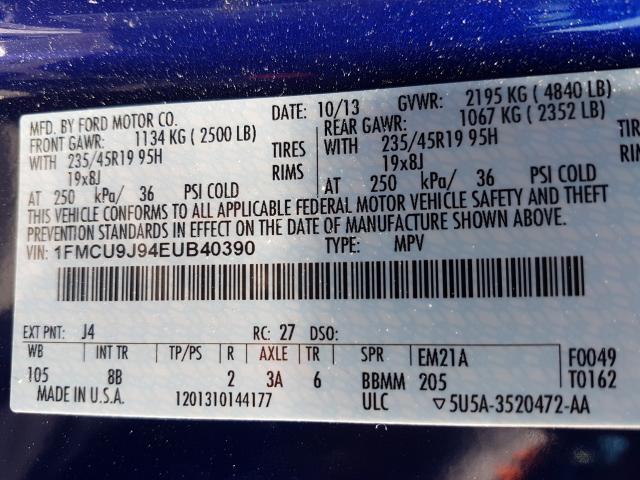 MFD. BY FORD MOTOR CO.
DATE: 10/13 GVWR: 2195 KG ( 4840 LB)
FRONT GAWR: 1134 KG ( 2500 LB)
REAR GAWR: 1067 KG ( 2352 LB)
WITH 235/45R19 95H TIRES
WITH 235/45R19 95H
19x8J RIMS
19x8J
AT 250 kPa/ 36 PSI COLD
AT 250 kPa/ 36 PSI COLD
THIS VEHICLE CONFORMS TO ALL APPLICABLE FEDERAL MOTOR VEHICLE SAFETY AND THEFT
PREVENTION STANDARDS IN EFFECT ON THE DATE OF MANUFACTURE SHOWN ABOVE.
VIN: 1FMCU9J94EUB40390 TYPE: MPV
EXT PNT: J4 RC: 27 DSO:
WB INT TR TP/PS R AXLE TR SPR EM21A F0049
105 8B 2 3A 6 BBMM 205 T0162
MADE IN U.S.A. 1201310144177 ULC ▽5U5A-3520472-AA